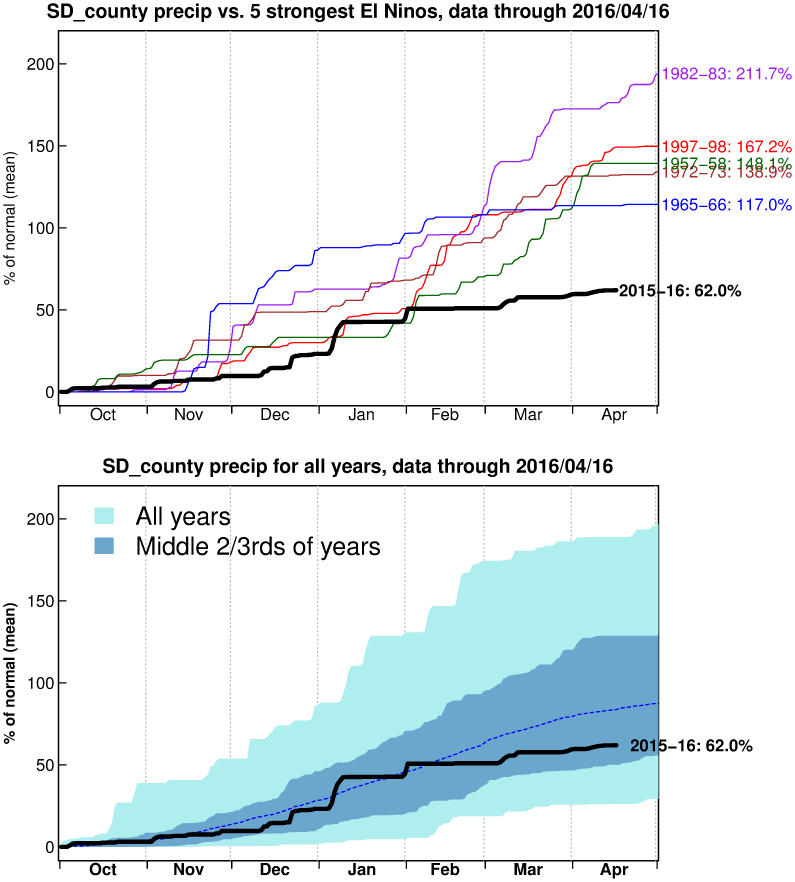 SD_county precip vs. 5 strongest El Ninos, data through 2016/04/16
% of normal (mean)
200
150
100
50
0
1982−83: 211.7%
1997−98: 167.2%
1957−58: 148.1%
1972−73: 138.9%
1965−66: 117.0%
2015−16: 62.0%
Oct Nov Dec Jan Feb Mar Apr
SD_county precip for all years, data through 2016/04/16
% of normal (mean)
200
150
100
50
0
All years
Middle 2/3rds of years
2015−16: 62.0%
Oct Nov Dec Jan Feb Mar Apr